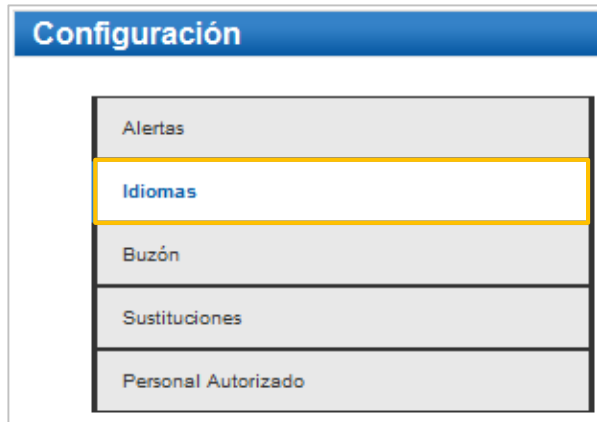 Configuración
Alertas
Idiomas
Buzón
Sustituciones
Personal Autorizado